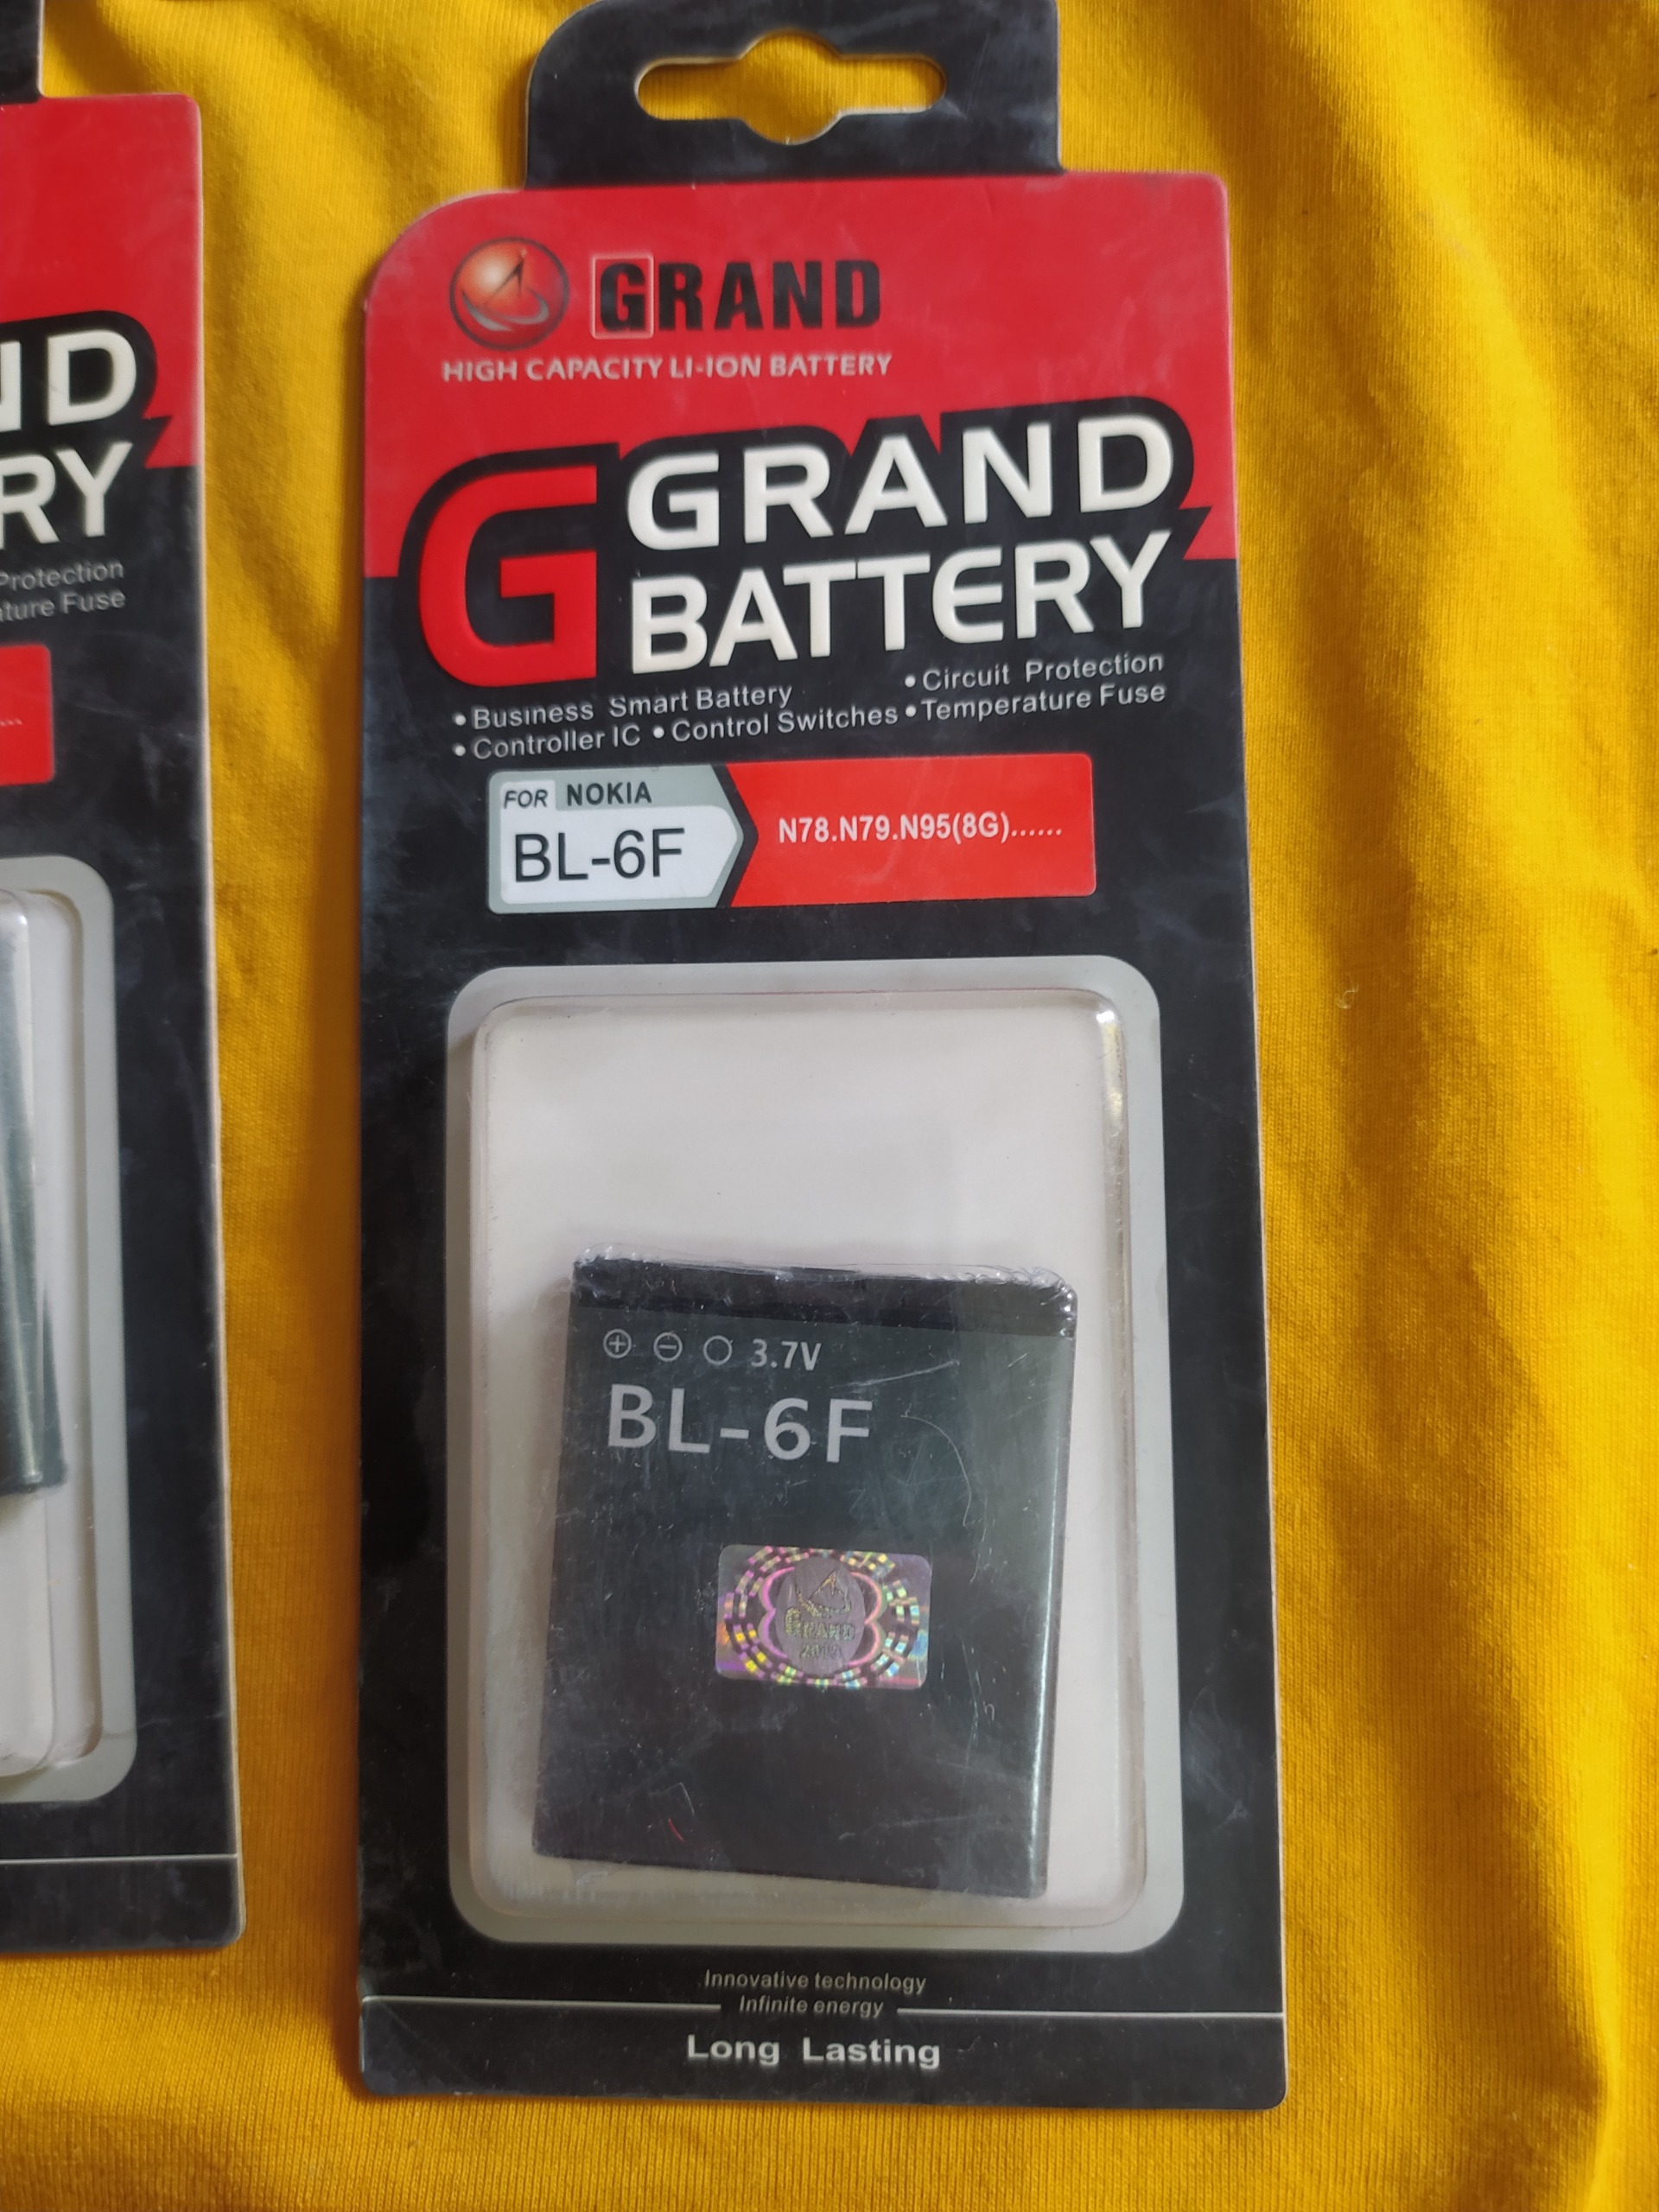 ND
RY
Protection
ture Fuse
...
GRAND
HIGH CAPACITY LI-ION BATTERY
G GRAND
BATTERY
• Business Smart Battery • Circuit Protection
• Controller IC • Control Switches • Temperature Fuse
FOR NOKIA
BL-6F
N78.N79.N95(8G)......
⊕ ⊖ ○ 3.7V
BL-6F
GRAND
Innovative technology
Infinite energy
Long Lasting